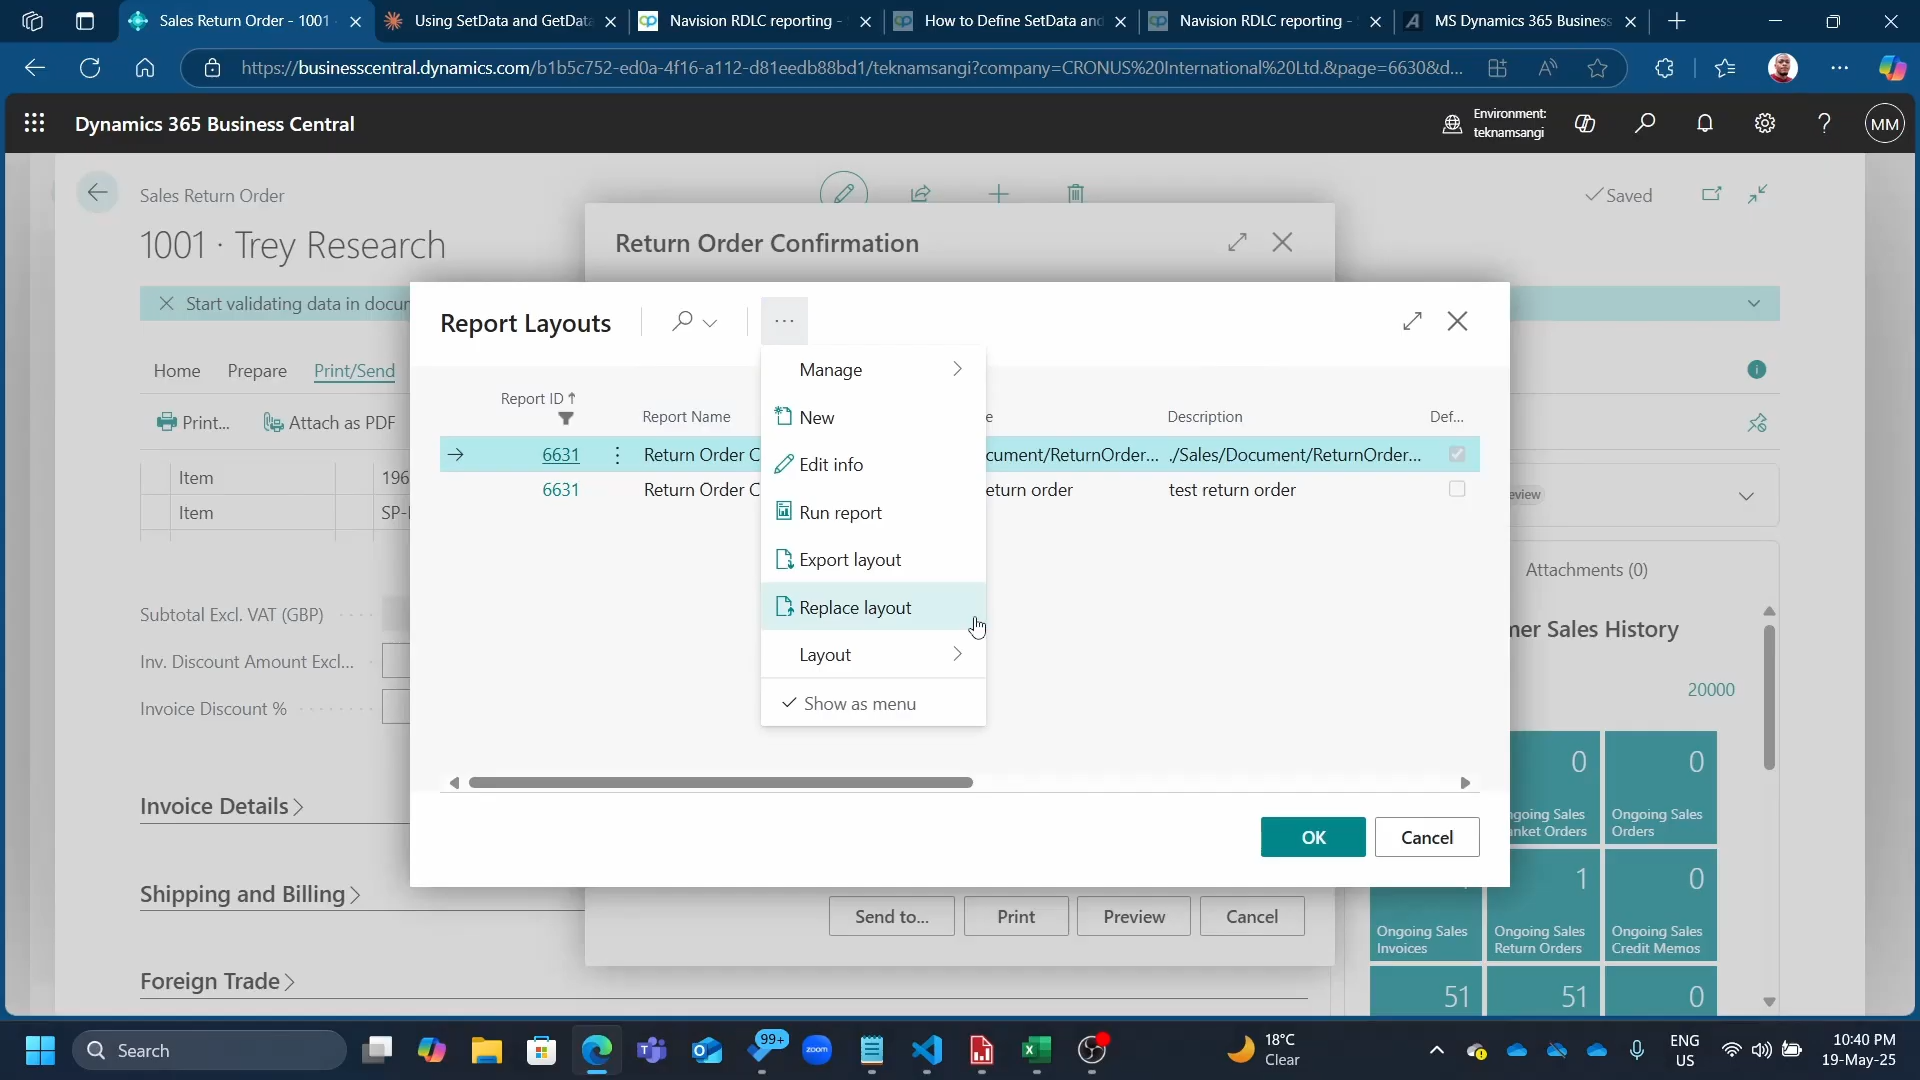 Sales Return Order - 1001
Using SetData and GetData
Navision RDLC reporting -
How to Define SetData and
Navision RDLC reporting -
MS Dynamics 365 Business
https://businesscentral.dynamics.com/b1b5c752-ed0a-4f16-a112-d81eedb88bd1/teknamsangi?company=CRONUS%20International%20Ltd.&page=6630&d...
Dynamics 365 Business Central
Environment:
teknamsangi
MM
Sales Return Order
Saved
1001 · Trey Research
Return Order Confirmation
Start validating data in docur
Report Layouts
Home Prepare Print/Send
Print... Attach as PDF
Manage
New
Edit info
Run report
Export layout
Replace layout
Layout
Show as menu
Report ID ↑
Report Name
e
Description
Def...
6631 Return Order C cument/ReturnOrder... ./Sales/Document/ReturnOrder...
6631 Return Order C eturn order test return order
Item 196
Item SP-
eview
Attachments (0)
Subtotal Excl. VAT (GBP)
Inv. Discount Amount Excl...
Invoice Discount %
mer Sales History
20000
Invoice Details
OK
Cancel
0
0
going Sales
nket Orders
Ongoing Sales
Orders
Shipping and Billing
1
0
Ongoing Sales
Invoices
Ongoing Sales
Return Orders
Ongoing Sales
Credit Memos
Send to...
Print
Preview
Cancel
Foreign Trade
51
51
0
Search
99+
zoom
18°C
Clear
ENG
US
10:40 PM
19-May-25